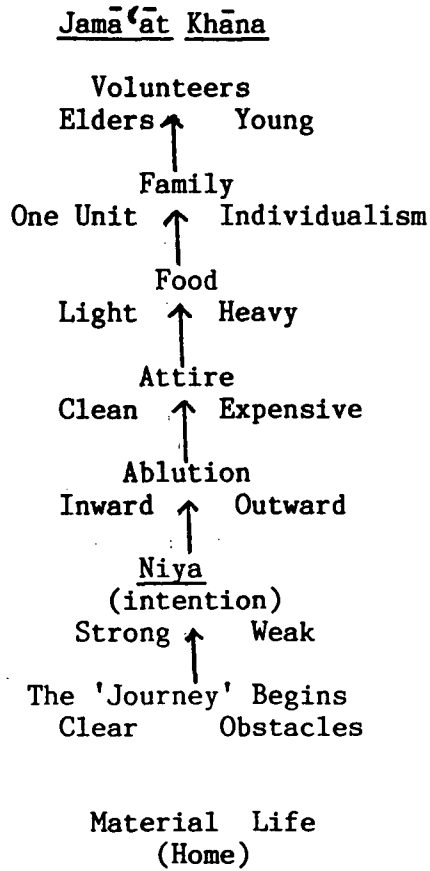 Jamā‘āt Khāna
Volunteers
Elders Young
Family
One Unit Individualism
Food
Light Heavy
Attire
Clean Expensive
Ablution
Inward Outward
Niya
(intention)
Strong Weak
The 'Journey' Begins
Clear Obstacles
Material Life
(Home)